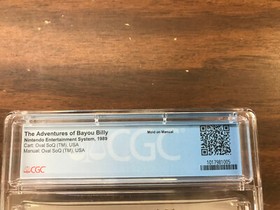 The Adventures of Bayou Billy
Nintendo Entertainment System, 1989
Cart: Oval SoQ (TM), USA
Manual: Oval SoQ (TM), USA
Mold on Manual
CGC
CGC
1017981005